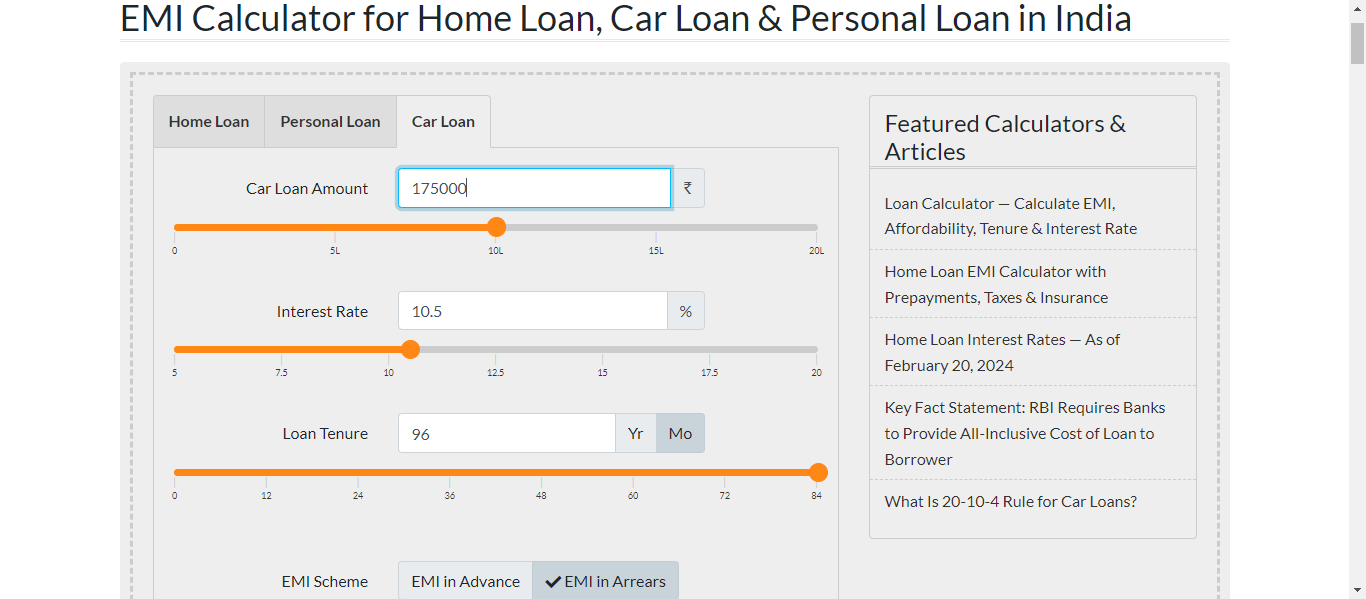 EMI Calculator for Home Loan, Car Loan & Personal Loan in India
Home Loan
Personal Loan
Car Loan
Car Loan Amount
175000
₹
0
5L
10L
15L
20L
Interest Rate
10.5
%
5
7.5
10
12.5
15
17.5
20
Loan Tenure
96
Yr
Mo
0
12
24
36
48
60
72
84
EMI Scheme
EMI in Advance
EMI in Arrears
Featured Calculators &
Articles
Loan Calculator — Calculate EMI,
Affordability, Tenure & Interest Rate
Home Loan EMI Calculator with
Prepayments, Taxes & Insurance
Home Loan Interest Rates — As of
February 20, 2024
Key Fact Statement: RBI Requires Banks
to Provide All-Inclusive Cost of Loan to
Borrower
What Is 20-10-4 Rule for Car Loans?